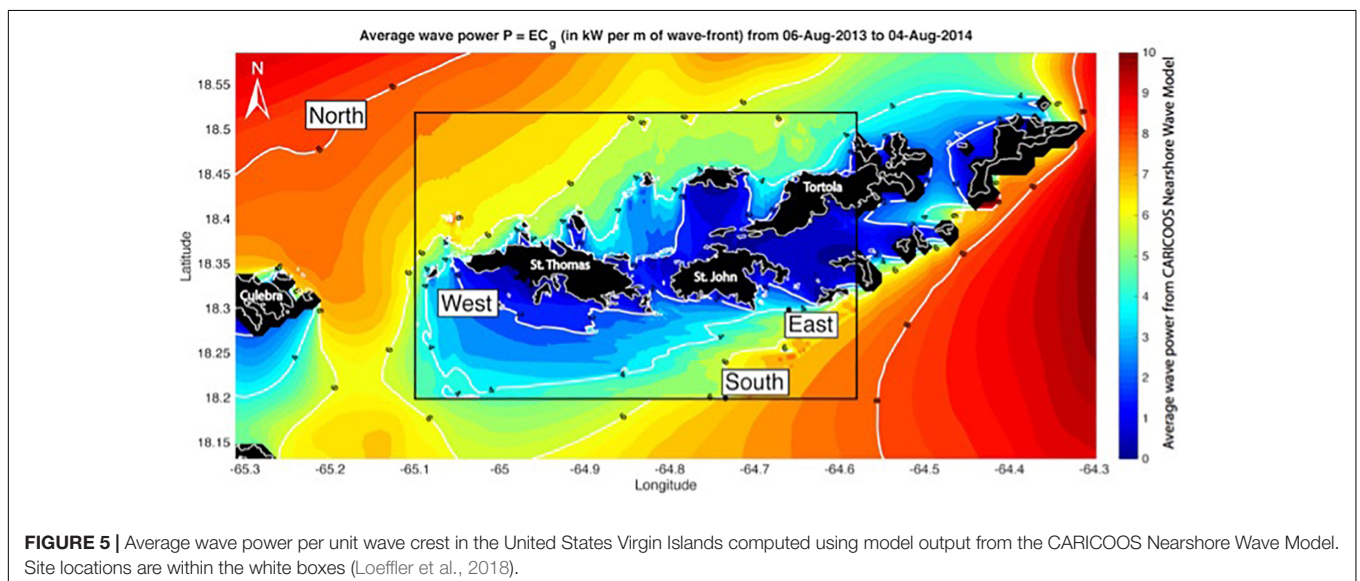 Average wave power P = ECg (in kW per m of wave-front) from 06-Aug-2013 to 04-Aug-2014
N
North
West
East
South
Culebra
St. Thomas
St. John
Tortola
18.55
18.5
18.45
18.4
18.35
18.3
18.25
18.2
18.15
Latitude
-65.3 -65.2 -65.1 -65 -64.9 -64.8 -64.7 -64.6 -64.5 -64.4 -64.3
Longitude
10
9
8
7
6
5
4
3
2
1
0
Average wave power from CARICOOS Nearshore Wave Model
FIGURE 5 | Average wave power per unit wave crest in the United States Virgin Islands computed using model output from the CARICOOS Nearshore Wave Model.
Site locations are within the white boxes (Loeffler et al., 2018).